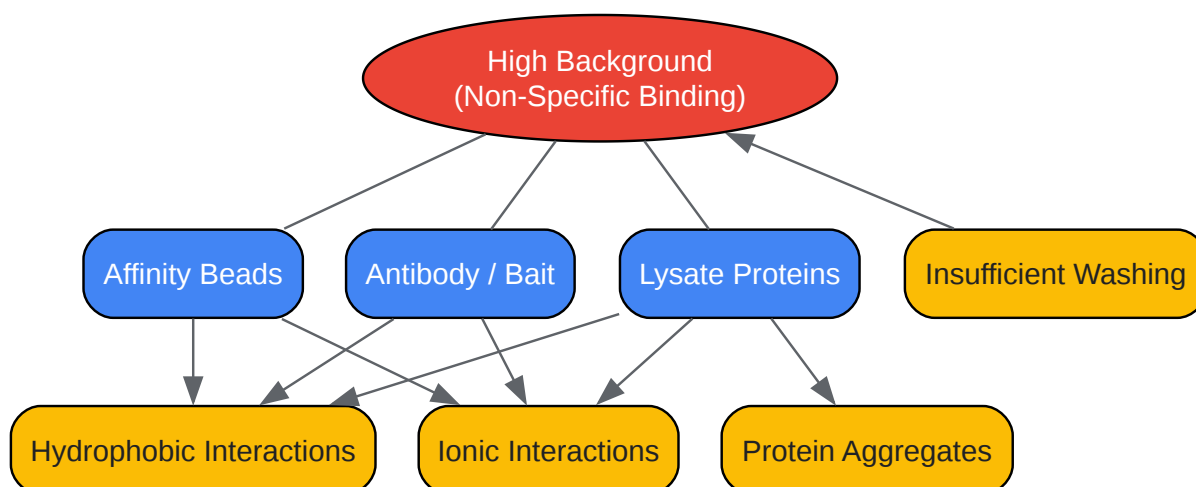 High Background
(Non-Specific Binding)
Affinity Beads
Antibody / Bait
Lysate Proteins
Insufficient Washing
Hydrophobic Interactions
Ionic Interactions
Protein Aggregates